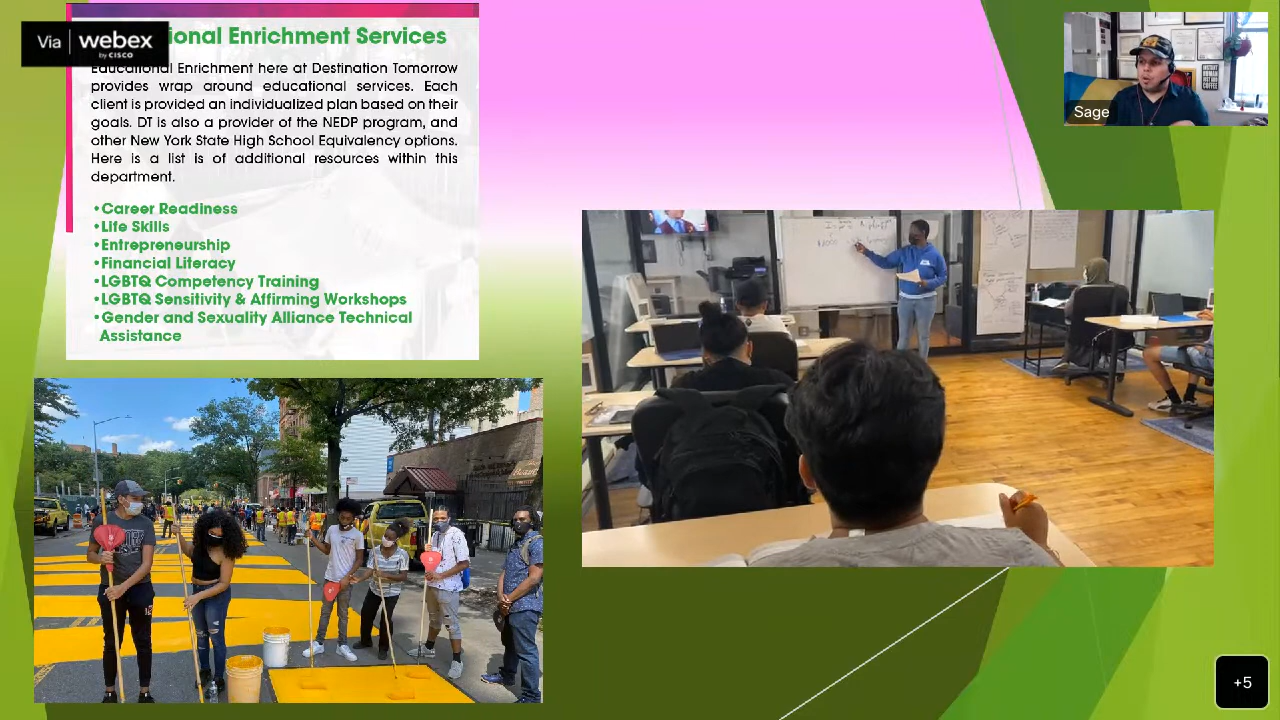 Via webex
by CISCO
ional Enrichment Services
Educational Enrichment here at Destination Tomorrow
provides wrap around educational services. Each
client is provided an individualized plan based on their
goals. DT is also a provider of the NEDP program, and
other New York State High School Equivalency options.
Here is a list is of additional resources within this
department.
•Career Readiness
•Life Skills
•Entrepreneurship
•Financial Literacy
•LGBTQ Competency Training
•LGBTQ Sensitivity & Affirming Workshops
•Gender and Sexuality Alliance Technical
Assistance
Sage
+5